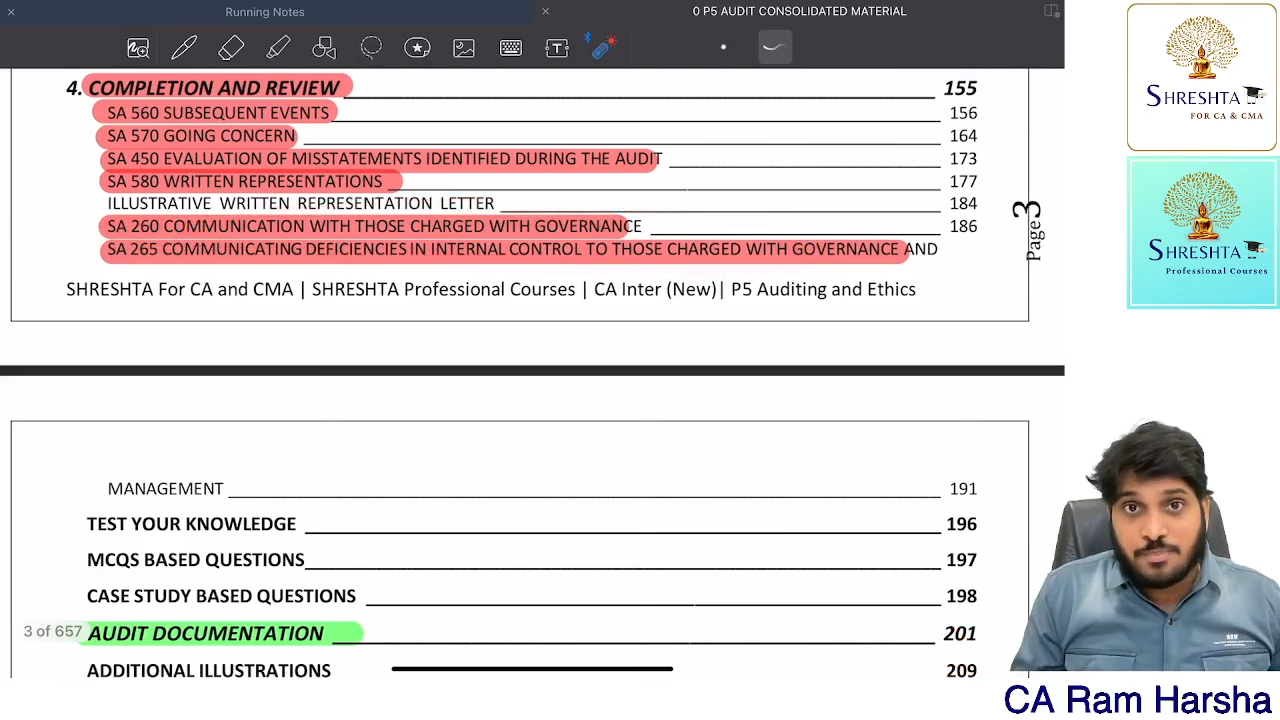 Running Notes
0 P5 AUDIT CONSOLIDATED MATERIAL
4. COMPLETION AND REVIEW 155
SA 560 SUBSEQUENT EVENTS 156
SA 570 GOING CONCERN 164
SA 450 EVALUATION OF MISSTATEMENTS IDENTIFIED DURING THE AUDIT 173
SA 580 WRITTEN REPRESENTATIONS 177
ILLUSTRATIVE WRITTEN REPRESENTATION LETTER 184
SA 260 COMMUNICATION WITH THOSE CHARGED WITH GOVERNANCE 186
SA 265 COMMUNICATING DEFICIENCIES IN INTERNAL CONTROL TO THOSE CHARGED WITH GOVERNANCE AND
Page3
SHRESHTA For CA and CMA | SHRESHTA Professional Courses | CA Inter (New)| P5 Auditing and Ethics
MANAGEMENT 191
TEST YOUR KNOWLEDGE 196
MCQS BASED QUESTIONS 197
CASE STUDY BASED QUESTIONS 198
3 of 657
AUDIT DOCUMENTATION 201
ADDITIONAL ILLUSTRATIONS 209
SHRESHTA
FOR CA & CMA
SHRESHTA
Professional Courses
CA Ram Harsha